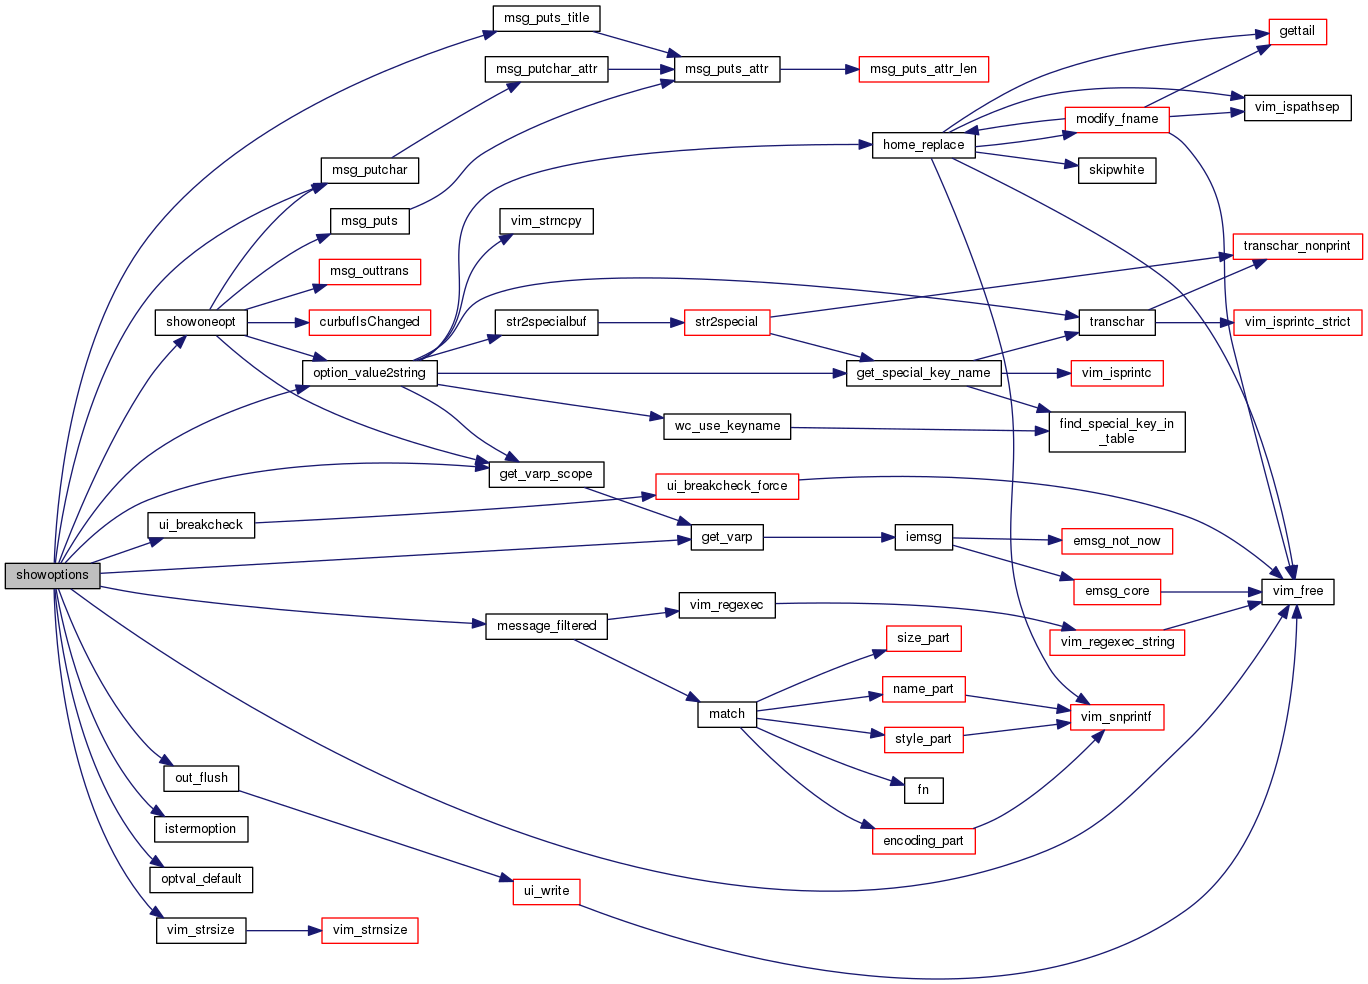 msg_puts_title
gettail
msg_putchar_attr
msg_puts_attr
msg_puts_attr_len
vim_ispathsep
modify_fname
home_replace
msg_putchar
skipwhite
msg_puts
vim_strncpy
transchar_nonprint
msg_outtrans
showoneopt
curbufIsChanged
str2specialbuf
str2special
transchar
vim_isprintc_strict
option_value2string
get_special_key_name
vim_isprintc
wc_use_keyname
find_special_key_in
_table
get_varp_scope
ui_breakcheck_force
ui_breakcheck
get_varp
iemsg
emsg_not_now
showoptions
emsg_core
vim_free
vim_regexec
message_filtered
size_part
vim_regexec_string
name_part
match
vim_snprintf
style_part
out_flush
fn
istermoption
encoding_part
optval_default
ui_write
vim_strsize
vim_strnsize